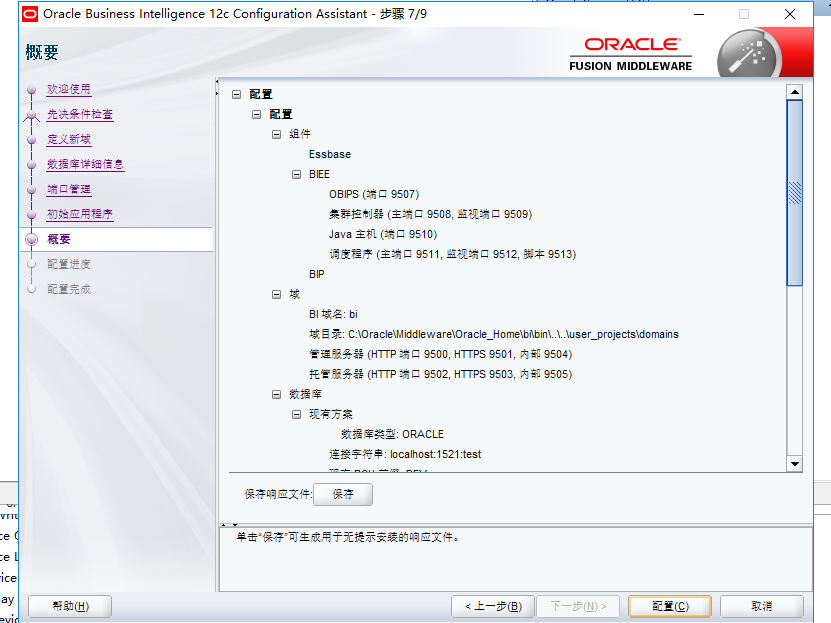 Oracle Business Intelligence 12c Configuration Assistant - 步骤 7/9
概要
ORACLE
FUSION MIDDLEWARE
欢迎使用
先决条件检查
定义新域
数据库详细信息
端口管理
初始应用程序
概要
配置进度
配置完成
配置
配置
组件
Essbase
BIEE
OBIPS (端口 9507)
集群控制器 (主端口 9508, 监视端口 9509)
Java 主机 (端口 9510)
调度程序 (主端口 9511, 监视端口 9512, 脚本 9513)
BIP
域
BI 域名: bi
域目录: C:\Oracle\Middleware\Oracle_Home\bi\bin\..\..\user_projects\domains
管理服务器 (HTTP 端口 9500, HTTPS 9501, 内部 9504)
托管服务器 (HTTP 端口 9502, HTTPS 9503, 内部 9505)
数据库
现有方案
数据库类型: ORACLE
连接字符串: localhost:1521:test
保存响应文件: 保存
单击“保存”可生成用于无提示安装的响应文件。
帮助(H)
< 上一步(B)
下一步(N) >
配置(C)
取消